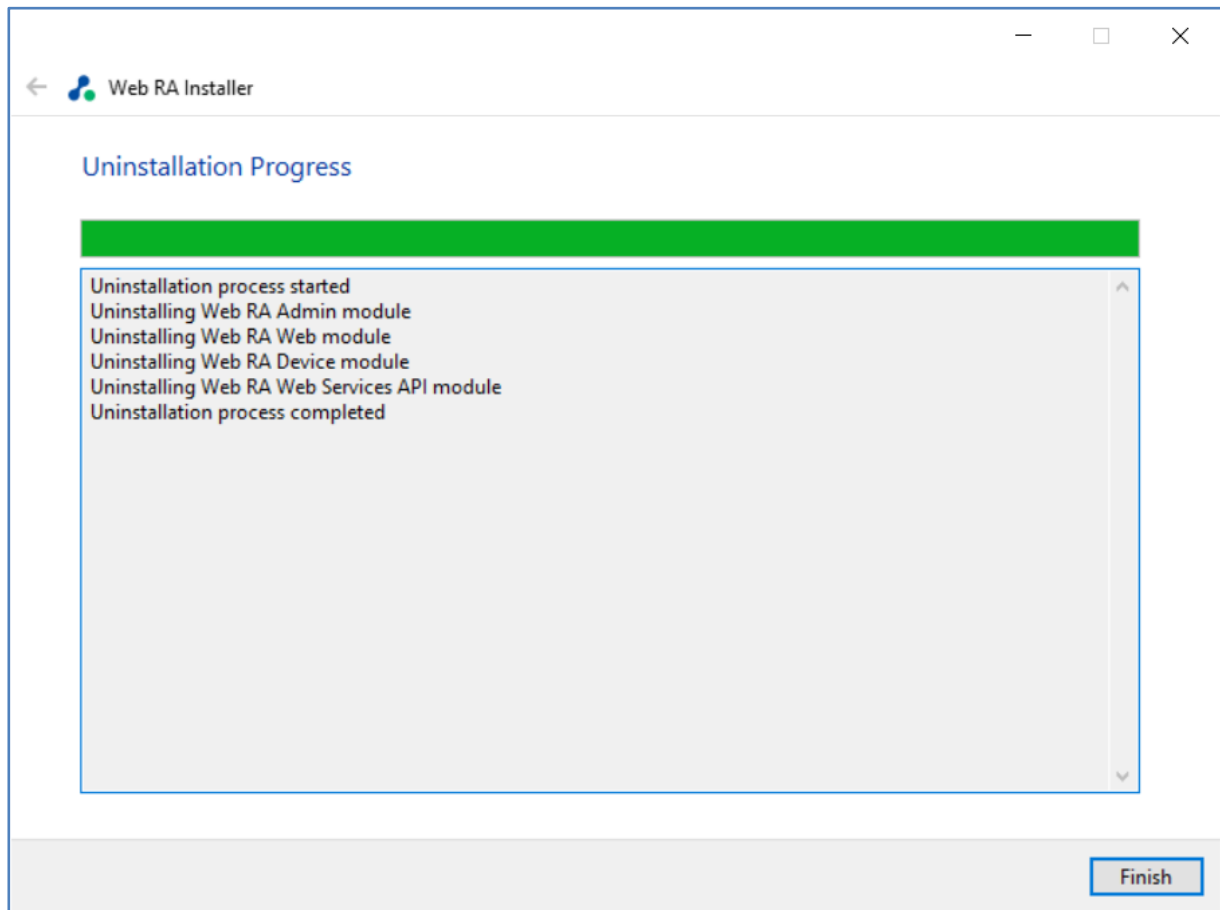 Web RA Installer
Uninstallation Progress
Uninstallation process started
Uninstalling Web RA Admin module
Uninstalling Web RA Web module
Uninstalling Web RA Device module
Uninstalling Web RA Web Services API module
Uninstallation process completed
Finish